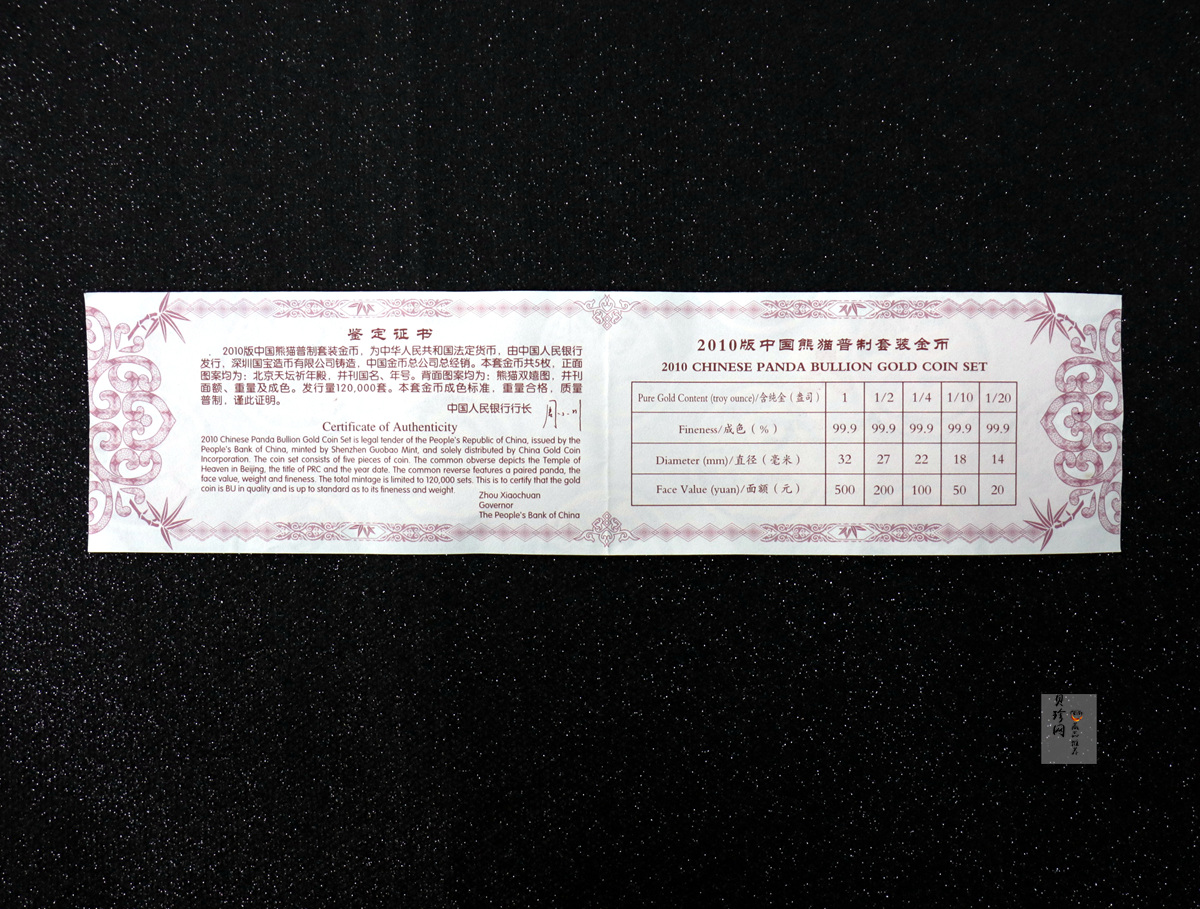 鉴定证书
2010版中国熊猫普制套装金币，为中华人民共和国法定货币，由中国人民银行
发行，深圳国宝造币有限公司铸造，中国金币总公司总经销。本套金币共5枚，正面
图案均为：北京天坛祈年殿，并刊国名、年号。背面图案均为：熊猫双嬉图，并刊
面额、重量及成色。发行量120,000套。本套金币成色标准，重量合格，质量
普制，谨此证明。
中国人民银行行长
Certificate of Authenticity
2010 Chinese Panda Bullion Gold Coin Set is legal tender of the People's Republic of China, issued by the
People's Bank of China, minted by Shenzhen Guobao Mint, and solely distributed by China Gold Coin
Incorporation. The coin set consists of five pieces of coin. The common obverse depicts the Temple of
Heaven in Beijing, the title of PRC and the year date. The common reverse features a paired panda, the
face value, weight and fineness. The total mintage is limited to 120,000 sets. This is to certify that the gold
coin is BU in quality and is up to standard as to its fineness and weight.
Zhou Xiaochuan
Governor
The People's Bank of China
2010版中国熊猫普制套装金币
2010 CHINESE PANDA BULLION GOLD COIN SET
Pure Gold Content (troy ounce)/含纯金（盎司） 1 1/2 1/4 1/10 1/20
Fineness/成色（%） 99.9 99.9 99.9 99.9 99.9
Diameter (mm)/直径（毫米） 32 27 22 18 14
Face Value (yuan)/面额（元） 500 200 100 50 20
贝珍网